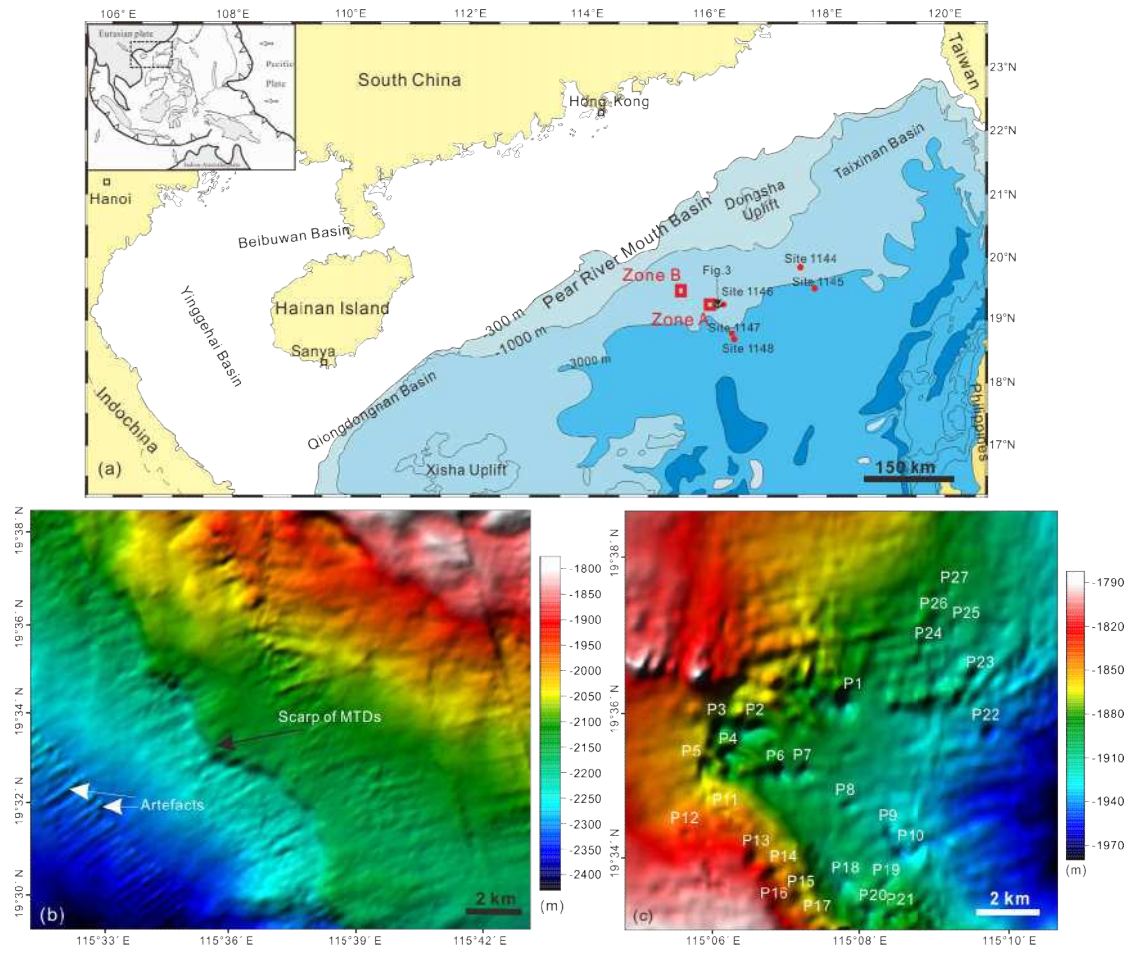 106°E 108°E 110°E 112°E 114°E 116°E 118°E 120°E
Eurasian plate
Pacific
Plate
South China
Hong Kong
Taiwan
23°N
22°N
21°N
20°N
19°N
18°N
17°N
Hanoi
Beibuwan Basin
Yinggehai Basin
Hainan Island
Sanya
Indochina
Qiongdongnan Basin
Xisha Uplift
Pear River Mouth Basin
Dongsha
Uplift
Taixinan Basin
-300 m
-1000 m
-3000 m
Zone B
Zone A
Fig.3
Site 1144
Site 1145
Site 1146
Site 1147
Site 1148
Philippines
150 km
(a)
19°38´ N
19°36´ N
19°34´ N
19°32´ N
19°30´ N
Scarp of MTDs
Artefacts
2 km
(b)
115°33´E 115°36´E 115°39´E 115°42´E
-1800
-1850
-1900
-1950
-2000
-2050
-2100
-2150
-2200
-2250
-2300
-2350
-2400
(m)
19°38´ N
19°36´ N
19°34´ N
P27
P26
P25
P24
P23
P1
P3 P2
P22
P4
P5
P6 P7
P8
P11
P9
P12
P10
P13
P14
P18 P19
P15
P16
P20 P21
P17
2 km
(c)
115°06´E 115°08´E 115°10´E
-1790
-1820
-1850
-1880
-1910
-1940
-1970
(m)